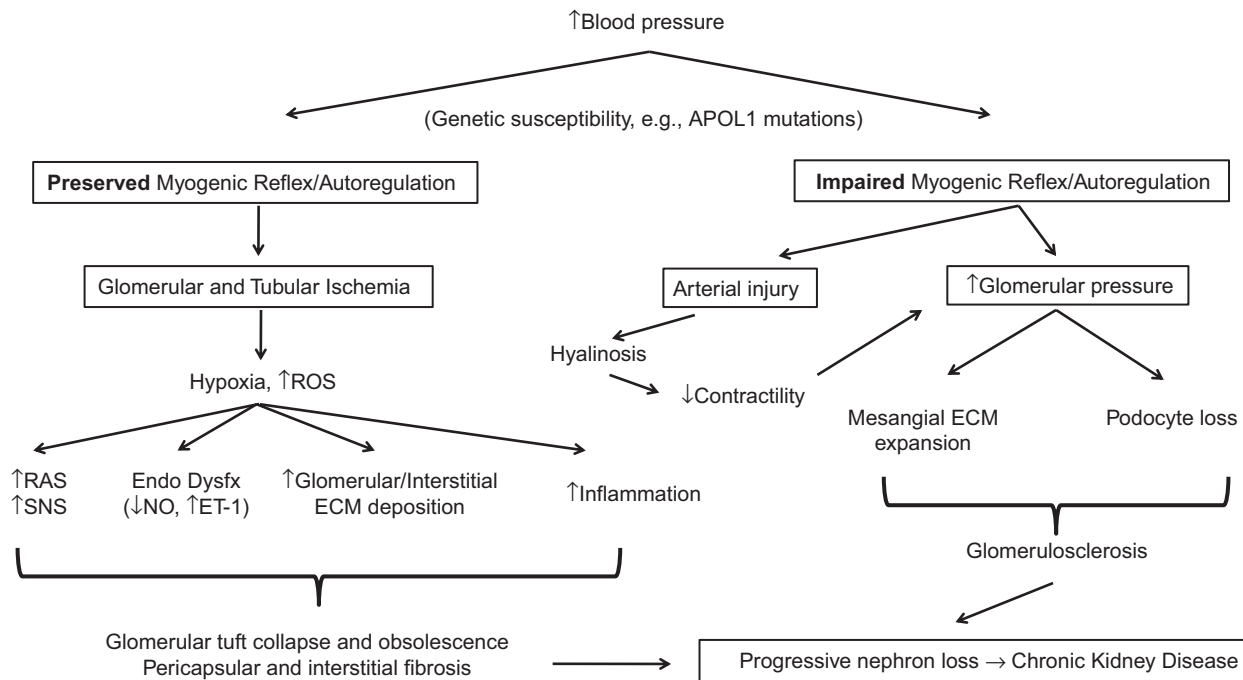 ↑Blood pressure
(Genetic susceptibility, e.g., APOL1 mutations)
Preserved Myogenic Reflex/Autoregulation
Impaired Myogenic Reflex/Autoregulation
Glomerular and Tubular Ischemia
Arterial injury
↑Glomerular pressure
Hyalinosis
Hypoxia, ↑ROS
↓Contractility
Mesangial ECM
expansion
Podocyte loss
↑RAS
↑SNS
Endo Dysfx
(↓NO, ↑ET-1)
↑Glomerular/Interstitial
ECM deposition
↑Inflammation
Glomerulosclerosis
Glomerular tuft collapse and obsolescence
Pericapsular and interstitial fibrosis
Progressive nephron loss → Chronic Kidney Disease